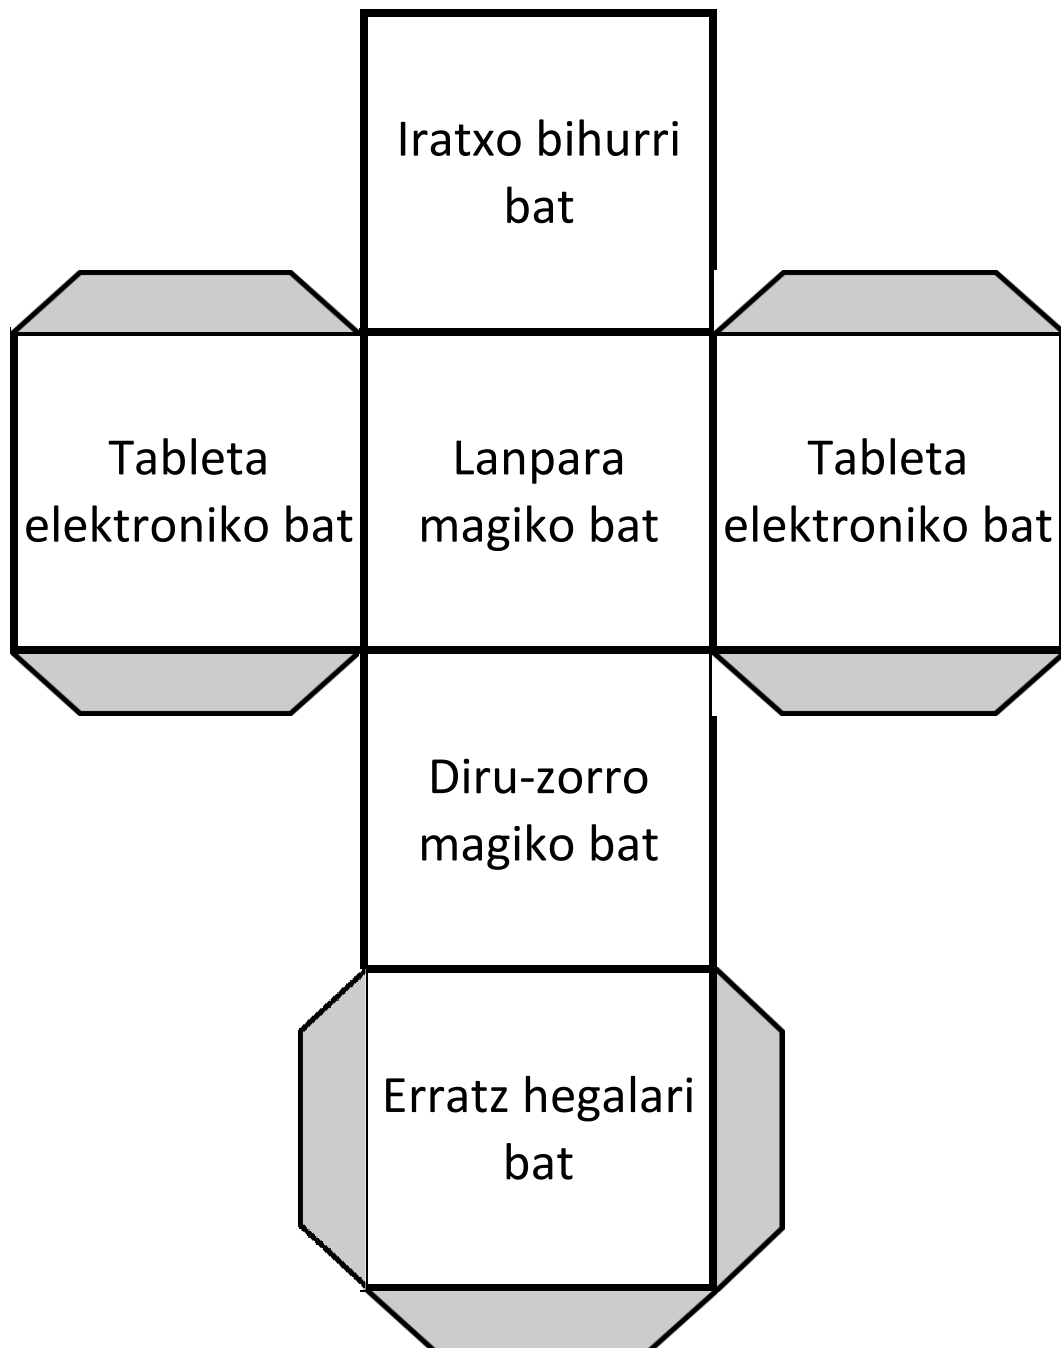 Iratxo bihurri
bat
Tableta
elektroniko bat
Lanpara
magiko bat
Tableta
elektroniko bat
Diru-zorro
magiko bat
Erratz hegalari
bat